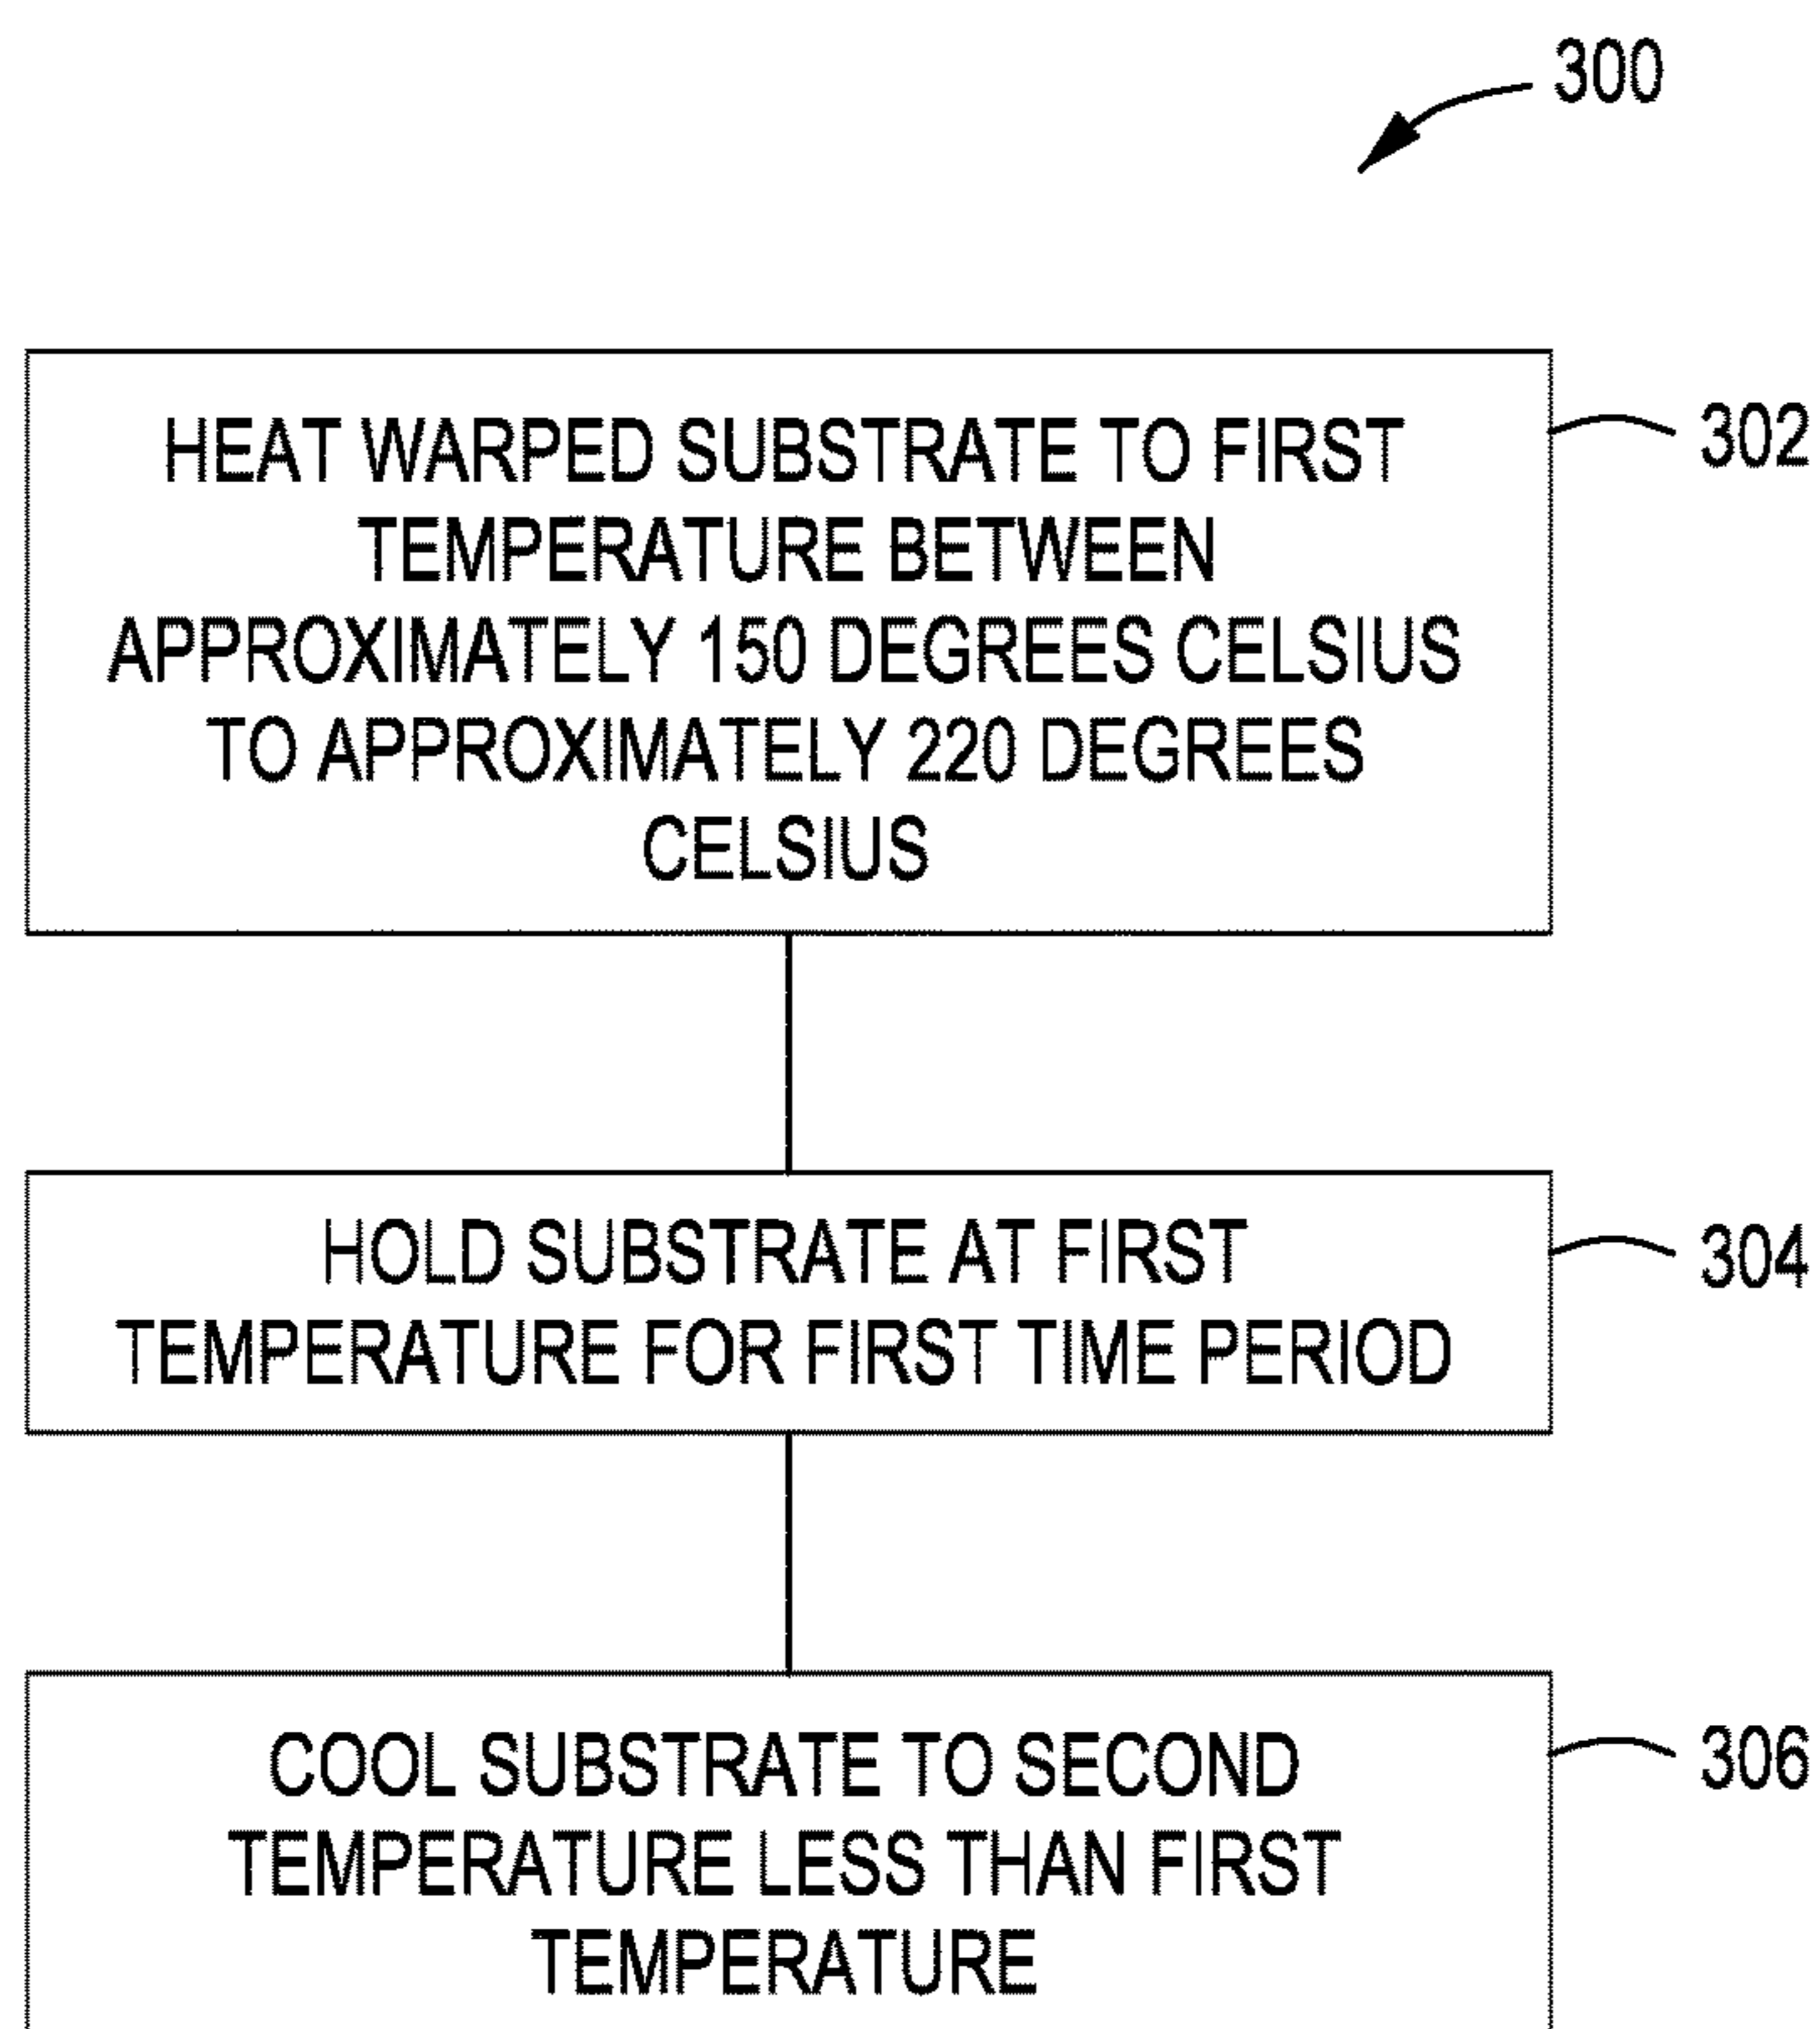 300
HEAT WARPED SUBSTRATE TO FIRST
TEMPERATURE BETWEEN
APPROXIMATELY 150 DEGREES CELSIUS
TO APPROXIMATELY 220 DEGREES
CELSIUS
302
HOLD SUBSTRATE AT FIRST
TEMPERATURE FOR FIRST TIME PERIOD
304
COOL SUBSTRATE TO SECOND
TEMPERATURE LESS THAN FIRST
TEMPERATURE
306